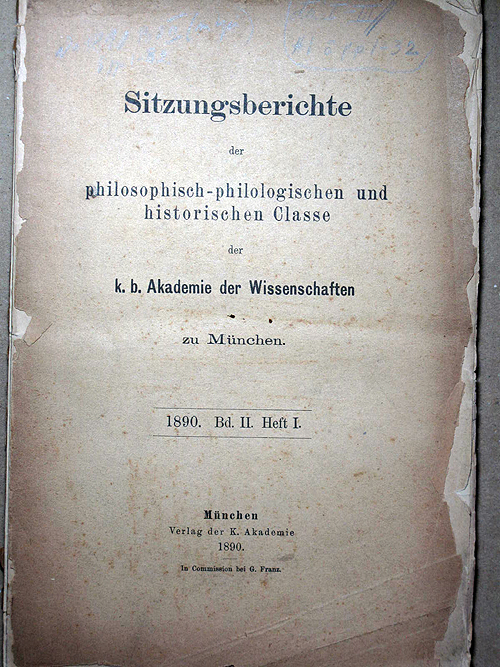 Sitzungsberichte
der
philosophisch-philologischen und
historischen Classe
der
k. b. Akademie der Wissenschaften
zu München.
1890. Bd. II. Heft I.
München
Verlag der K. Akademie
1890.
In Commission bei G. Franz.